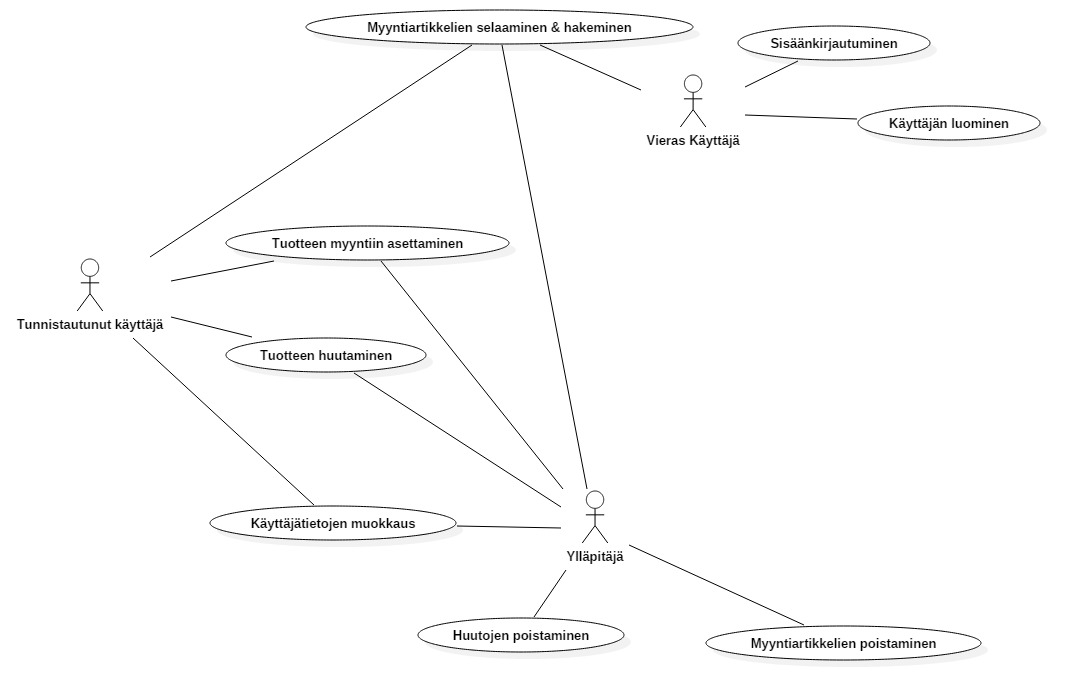 Myyntiartikkelien selaaminen & hakeminen
Sisäänkirjautuminen
Käyttäjän luominen
Vieras Käyttäjä
Tuotteen myyntiin asettaminen
Tunnistautunut käyttäjä
Tuotteen huutaminen
Käyttäjätietojen muokkaus
Ylläpitäjä
Huutojen poistaminen
Myyntiartikkelien poistaminen